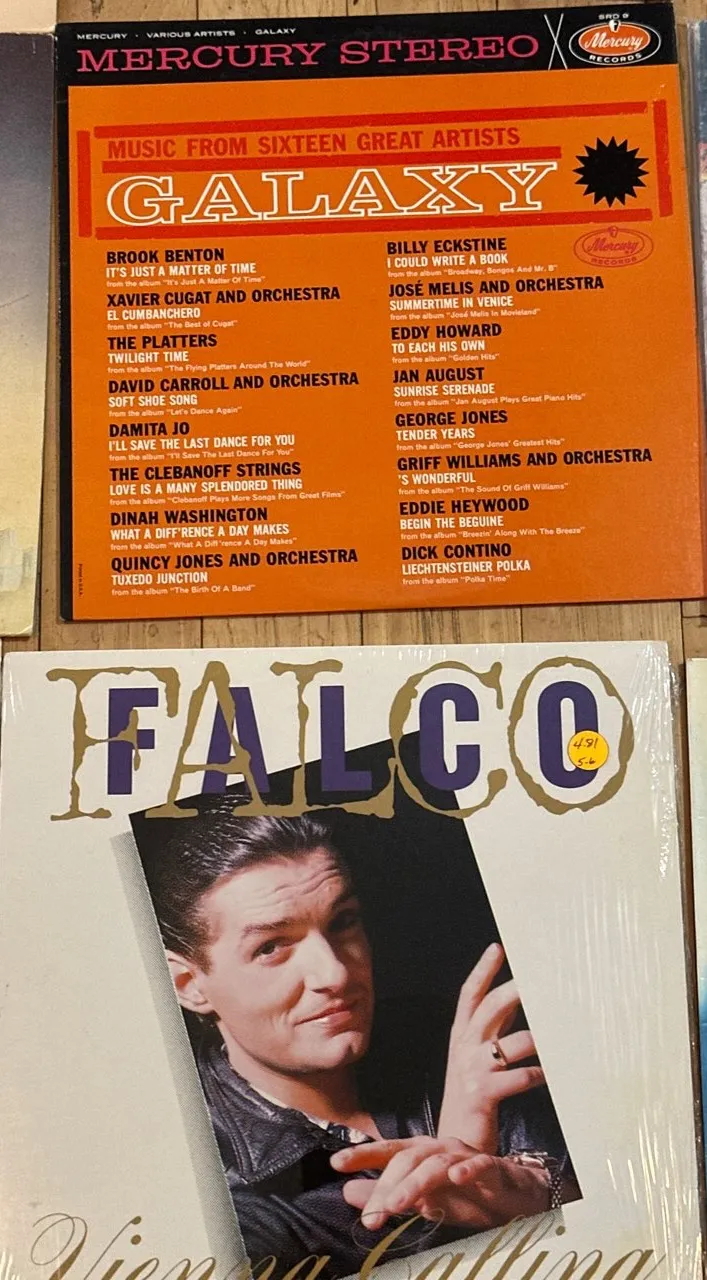 MERCURY · VARIOUS ARTISTS · GALAXY
MERCURY STEREO
SRD 9
Mercury
RECORDS
MUSIC FROM SIXTEEN GREAT ARTISTS
GALAXY
Mercury
RECORDS
BROOK BENTON
IT'S JUST A MATTER OF TIME
from the album "It's Just A Matter Of Time"
XAVIER CUGAT AND ORCHESTRA
EL CUMBANCHERO
from the album "The Best of Cugat"
THE PLATTERS
TWILIGHT TIME
from the album "The Flying Platters Around The World"
DAVID CARROLL AND ORCHESTRA
SOFT SHOE SONG
from the album "Let's Dance Again"
DAMITA JO
I'LL SAVE THE LAST DANCE FOR YOU
from the album "I'll Save The Last Dance For You"
THE CLEBANOFF STRINGS
LOVE IS A MANY SPLENDORED THING
from the album "Clebanoff Plays More Songs From Great Films"
DINAH WASHINGTON
WHAT A DIFF'RENCE A DAY MAKES
from the album "What A Diff'rence A Day Makes"
QUINCY JONES AND ORCHESTRA
TUXEDO JUNCTION
from the album "The Birth Of A Band"
BILLY ECKSTINE
I COULD WRITE A BOOK
from the album "Broadway, Bongos And Mr. B"
JOSÉ MELIS AND ORCHESTRA
SUMMERTIME IN VENICE
from the album "José Melis In Movieland"
EDDY HOWARD
TO EACH HIS OWN
from the album "Golden Hits"
JAN AUGUST
SUNRISE SERENADE
from the album "Jan August Plays Great Piano Hits"
GEORGE JONES
TENDER YEARS
from the album "George Jones' Greatest Hits"
GRIFF WILLIAMS AND ORCHESTRA
'S WONDERFUL
from the album "The Sound Of Griff Williams"
EDDIE HEYWOOD
BEGIN THE BEGUINE
from the album "Breezin' Along With The Breeze"
DICK CONTINO
LIECHTENSTEINER POLKA
from the album "Polka Time"
Printed in U.S.A.
FALCO
FALCO
Vienna Calling